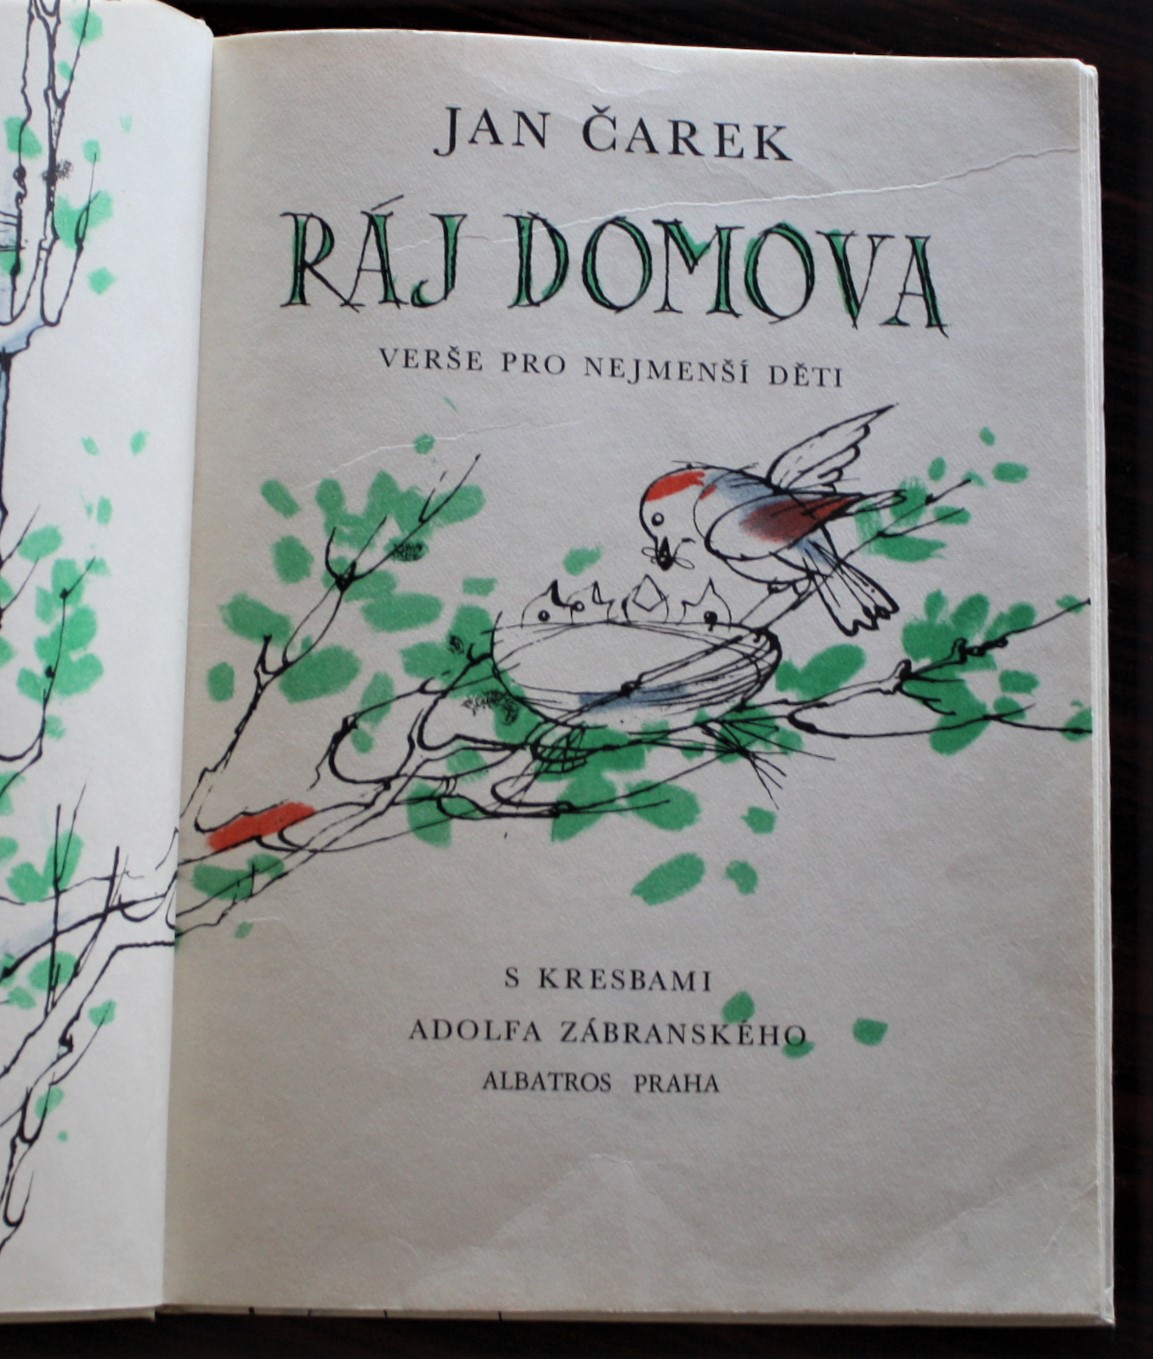 JAN ČAREK
RÁJ DOMOVA
VERŠE PRO NEJMENŠÍ DĚTI
S KRESBAMI
ADOLFA ZÁBRANSKÉHO
ALBATROS PRAHA